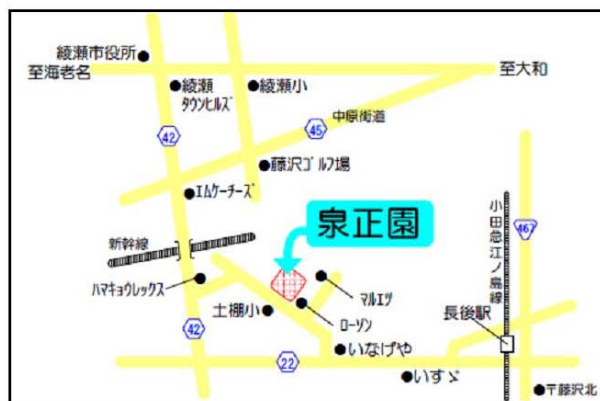 綾瀬市役所
至海老名
至大和
綾瀬
ﾀｳﾝﾋﾙｽﾞ
綾瀬小
中原街道
42
45
藤沢ｺﾞﾙﾌ場
ｴﾑｹｰﾁｰｽﾞ
新幹線
泉正園
小田急江ノ島線
467
ﾊﾏｷｮｳﾚｯｸｽ
マルエツ
土棚小
ローソン
長後駅
42
いなげや
22
いすゞ
〒藤沢北